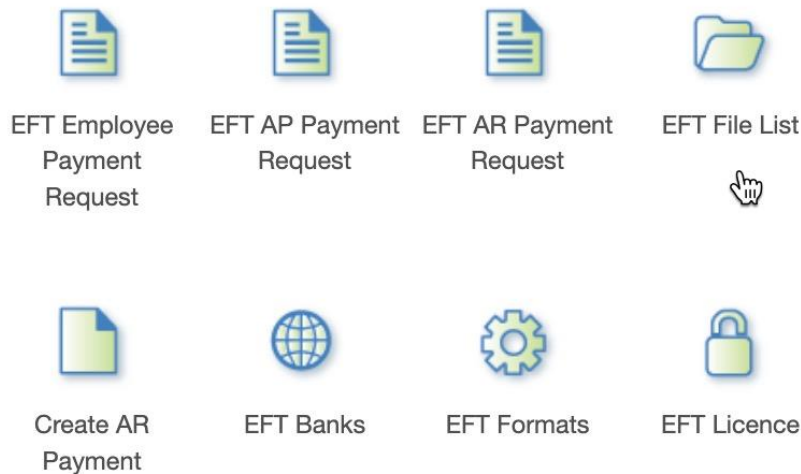 EFT Employee
Payment
Request
EFT AP Payment
Request
EFT AR Payment
Request
EFT File List
Create AR
Payment
EFT Banks
EFT Formats
EFT Licence